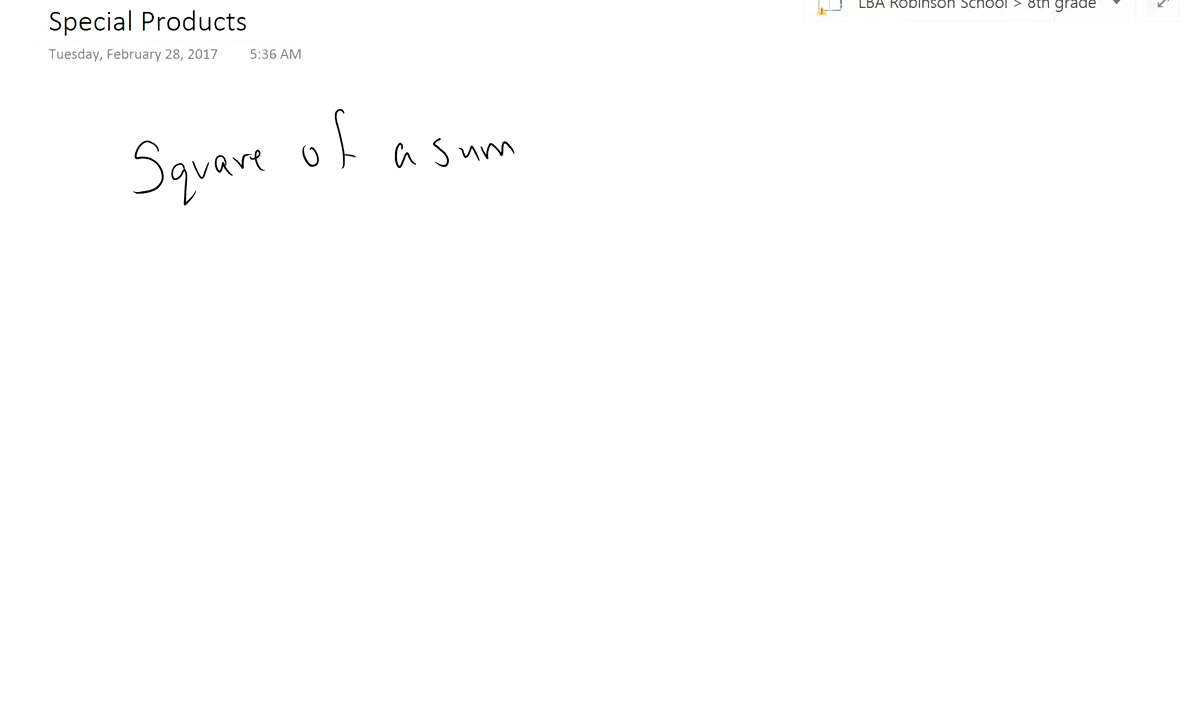 LBA Robinson School > 8th grade
Special Products
Tuesday, February 28, 2017 5:36 AM
Square of a sum